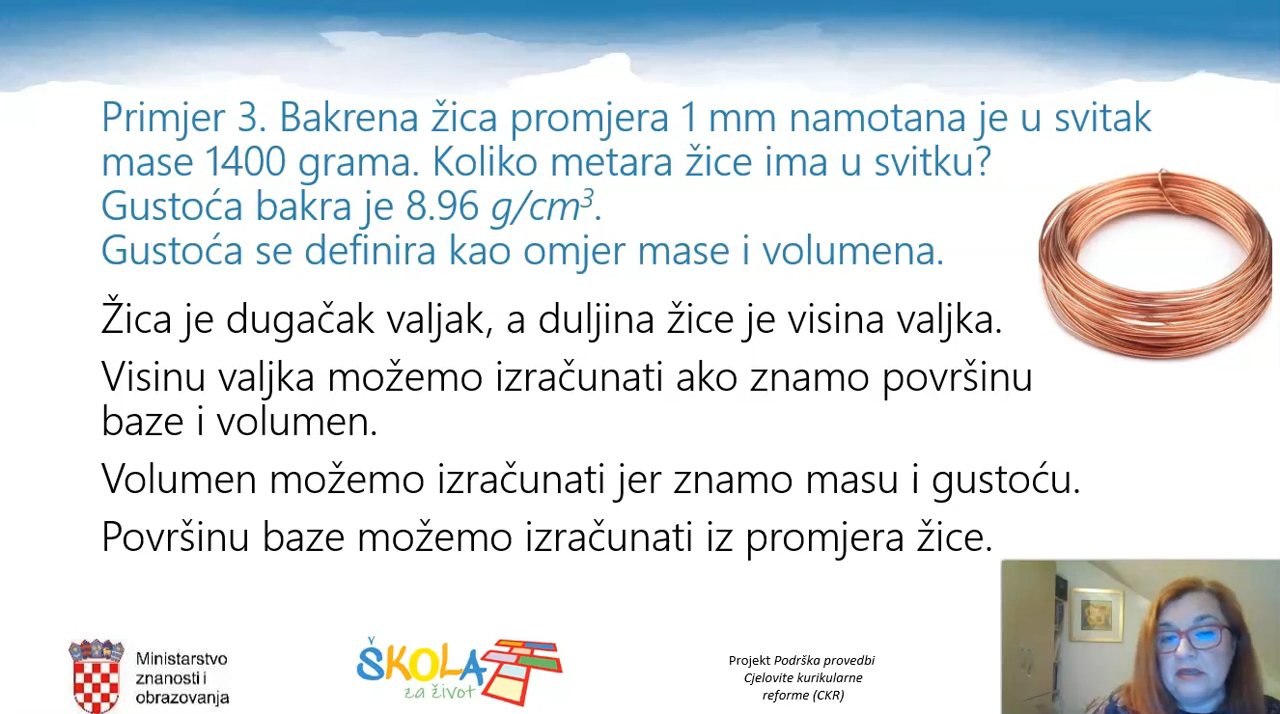 Primjer 3. Bakrena žica promjera 1 mm namotana je u svitak
mase 1400 grama. Koliko metara žice ima u svitku?
Gustoća bakra je 8.96 g/cm³.
Gustoća se definira kao omjer mase i volumena.
Žica je dugačak valjak, a duljina žice je visina valjka.
Visinu valjka možemo izračunati ako znamo površinu
baze i volumen.
Volumen možemo izračunati jer znamo masu i gustoću.
Površinu baze možemo izračunati iz promjera žice.
Ministarstvo
znanosti i
obrazovanja
ŠKOLA
za život
Projekt Podrška provedbi
Cjelovite kurikularne
reforme (CKR)